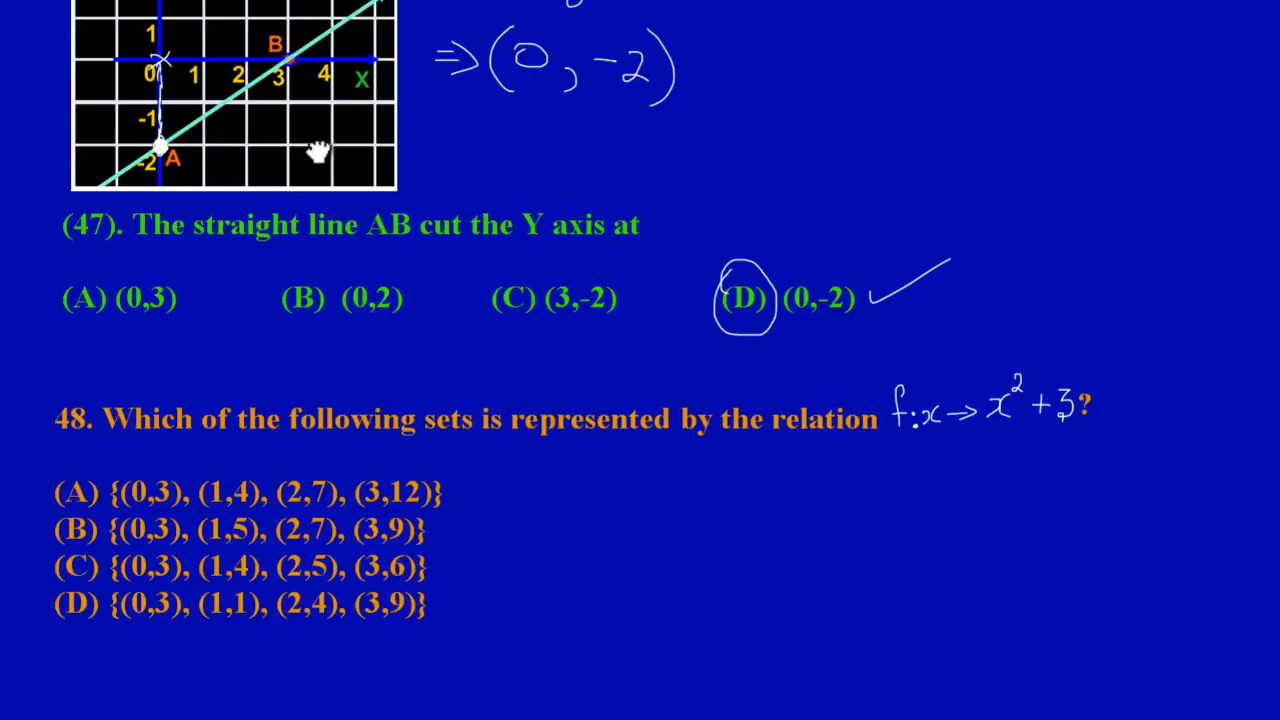 1
B
0 1 2 3 4 X
-1
-2 A
=> (0, -2)
(47). The straight line AB cut the Y axis at
(A) (0,3) (B) (0,2) (C) (3,-2) (D) (0,-2) ✓
48. Which of the following sets is represented by the relation f:x → x² + 3?
(A) {(0,3), (1,4), (2,7), (3,12)}
(B) {(0,3), (1,5), (2,7), (3,9)}
(C) {(0,3), (1,4), (2,5), (3,6)}
(D) {(0,3), (1,1), (2,4), (3,9)}